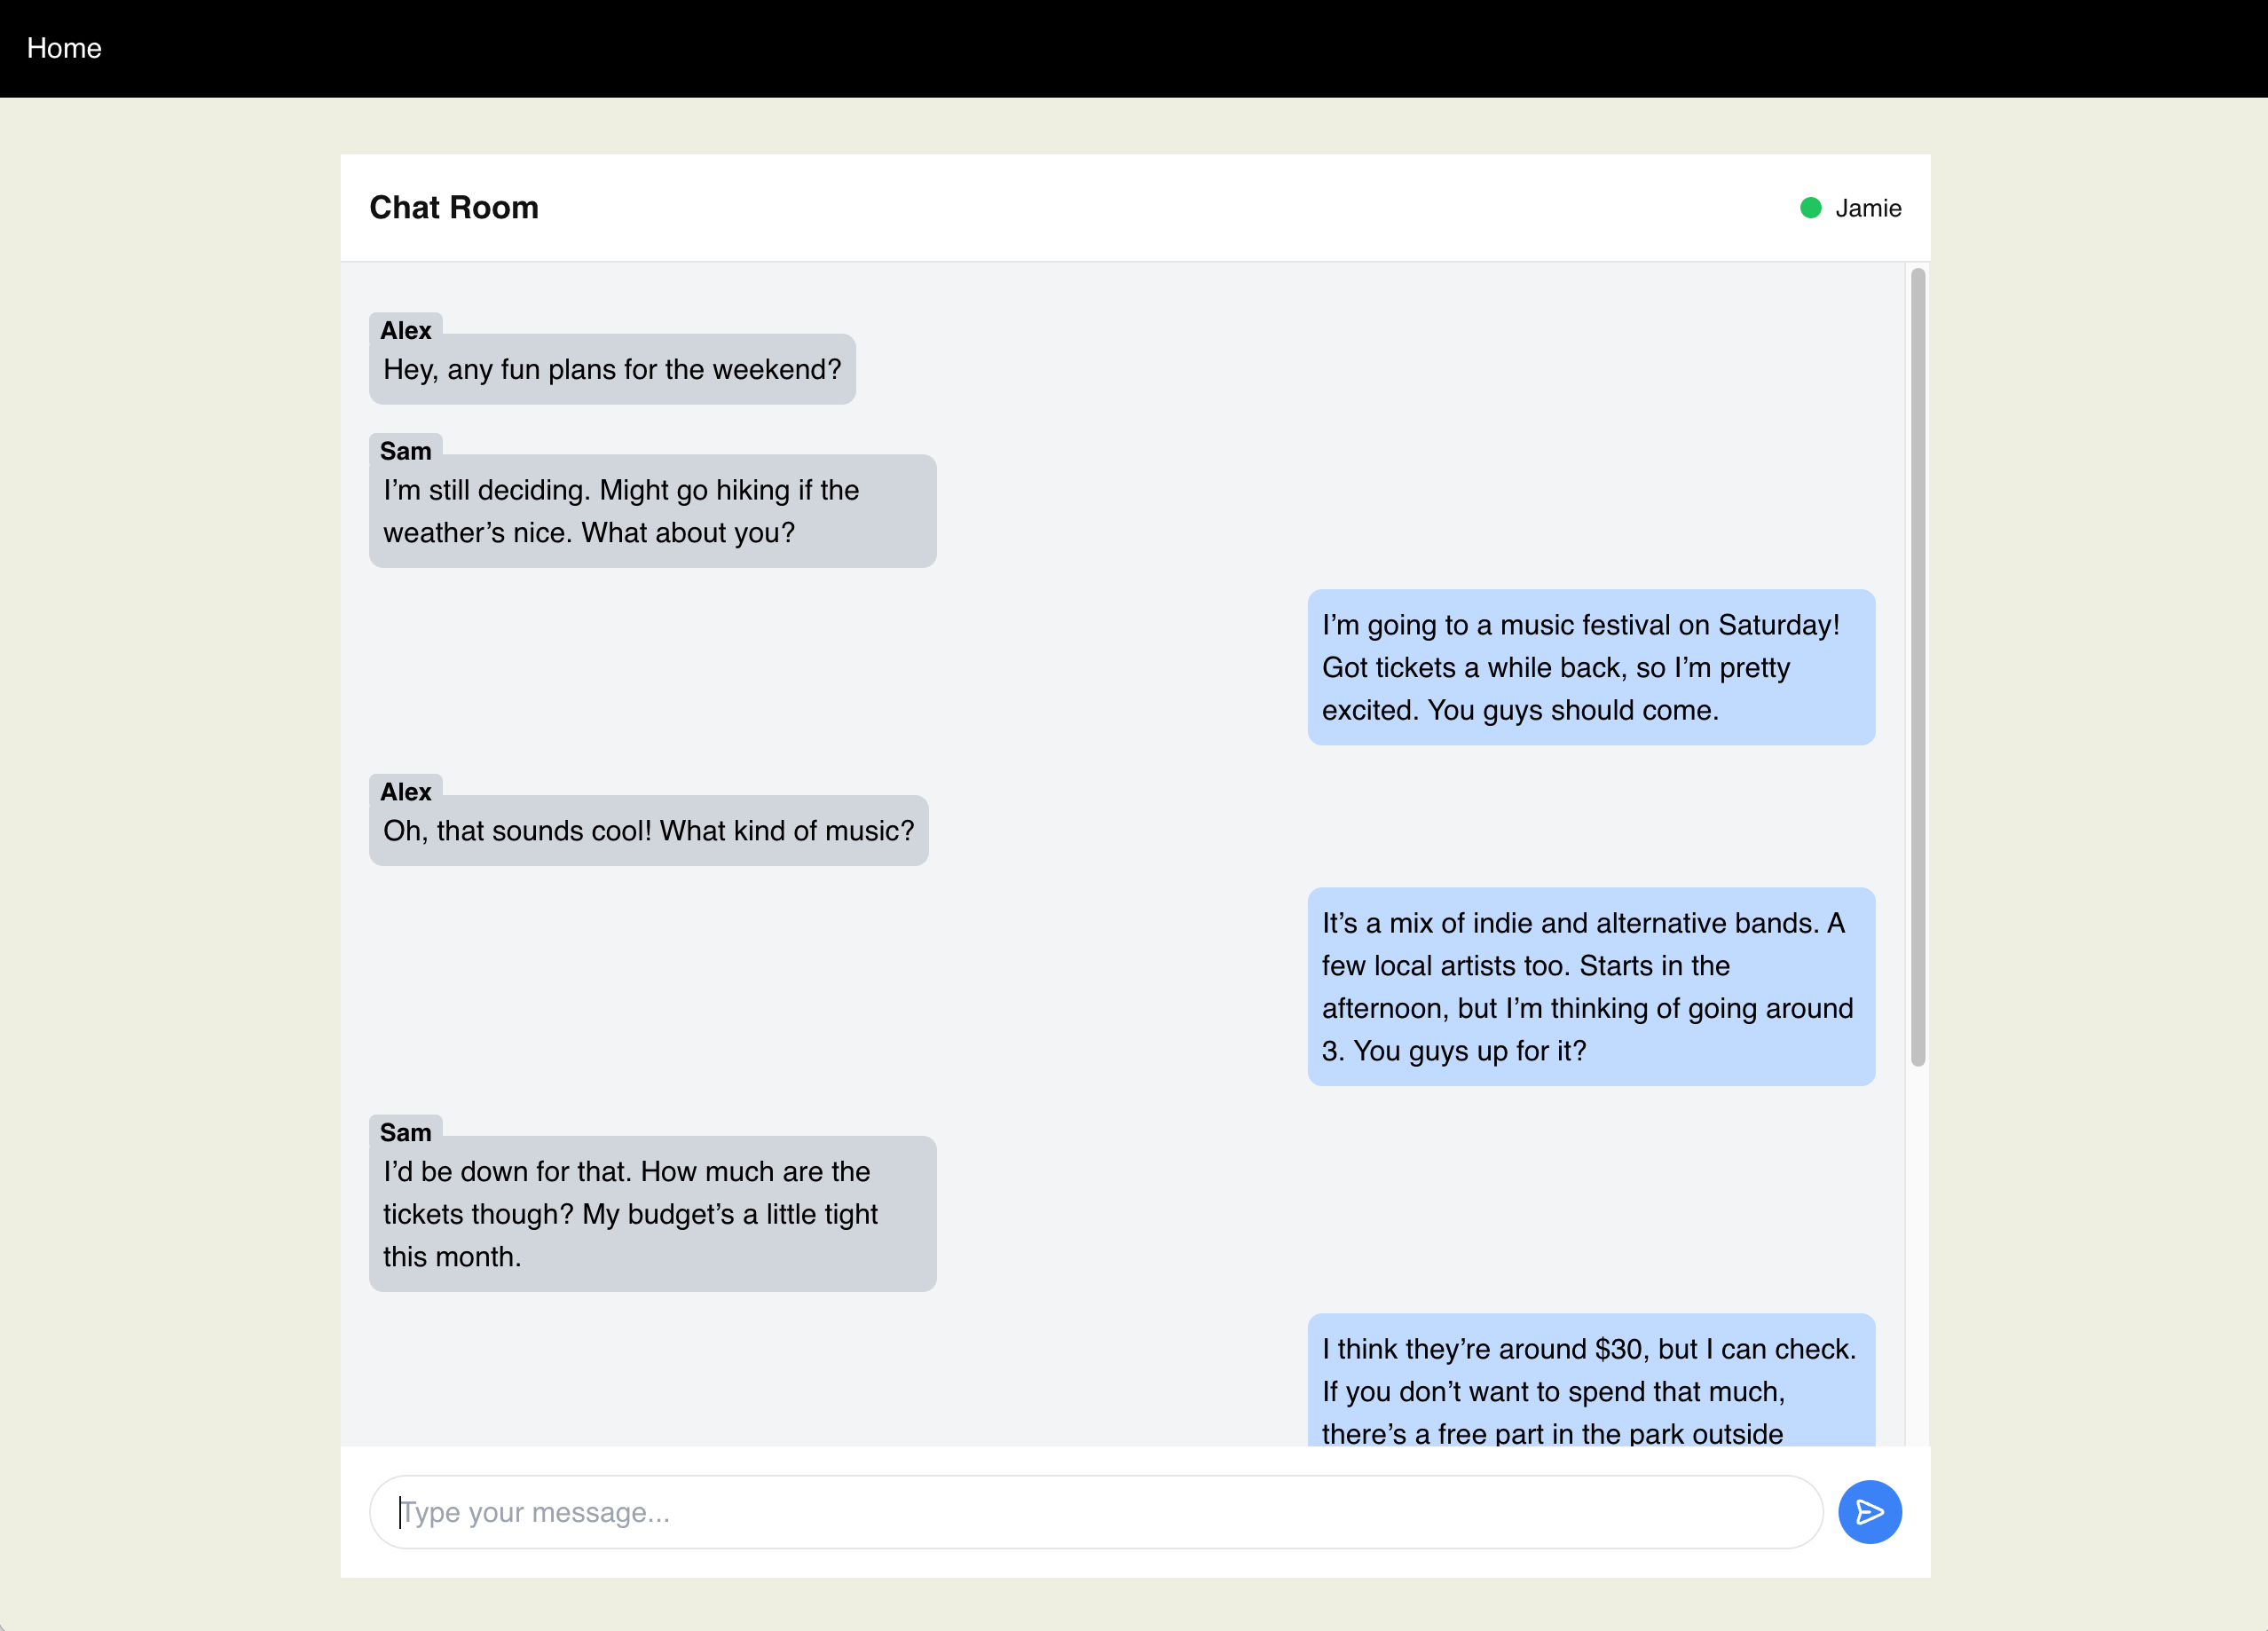 Home
Chat Room
Jamie
Alex
Hey, any fun plans for the weekend?
Sam
I’m still deciding. Might go hiking if the
weather’s nice. What about you?
I’m going to a music festival on Saturday!
Got tickets a while back, so I’m pretty
excited. You guys should come.
Alex
Oh, that sounds cool! What kind of music?
It’s a mix of indie and alternative bands. A
few local artists too. Starts in the
afternoon, but I’m thinking of going around
3. You guys up for it?
Sam
I’d be down for that. How much are the
tickets though? My budget’s a little tight
this month.
I think they’re around $30, but I can check.
If you don’t want to spend that much,
there’s a free part in the park outside
Type your message...